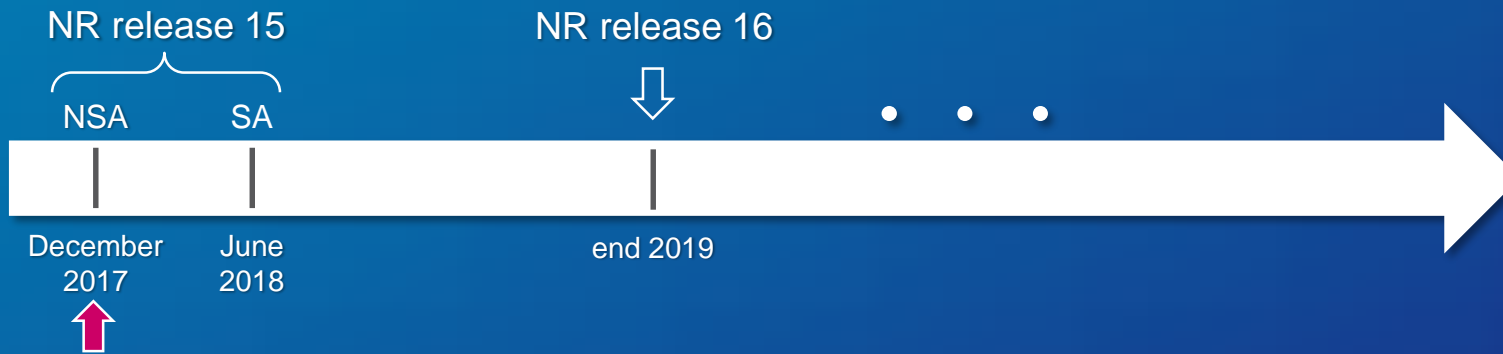 NR release 15
NR release 16
NSA
SA
December
2017
June
2018
end 2019